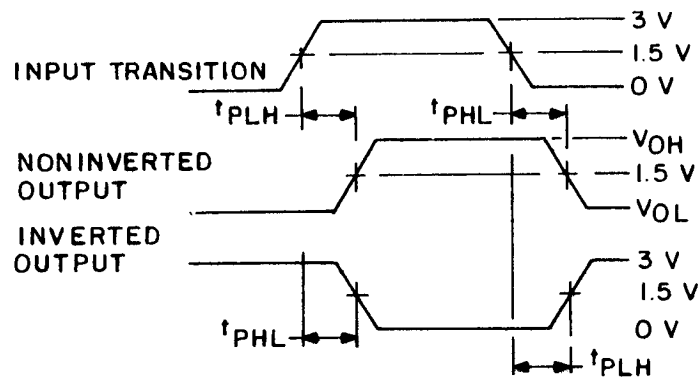 3 V
1.5 V
INPUT TRANSITION
0 V
tPLH
tPHL
VOH
NONINVERTED
OUTPUT
1.5 V
VOL
INVERTED
OUTPUT
3 V
1.5 V
0 V
tPHL
tPLH